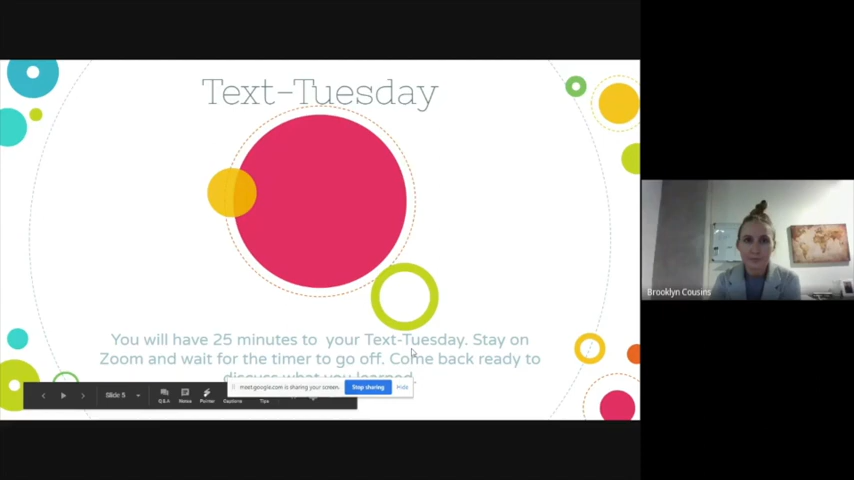 Text-Tuesday
You will have 25 minutes to  your Text-Tuesday. Stay on
Zoom and wait for the timer to go off. Come back ready to
discuss what you learned.
meet.google.com is sharing your screen.
Stop sharing
Hide
Slide 5
Q&A
Notes
Pointer
Captions
Tips
Brooklyn Cousins